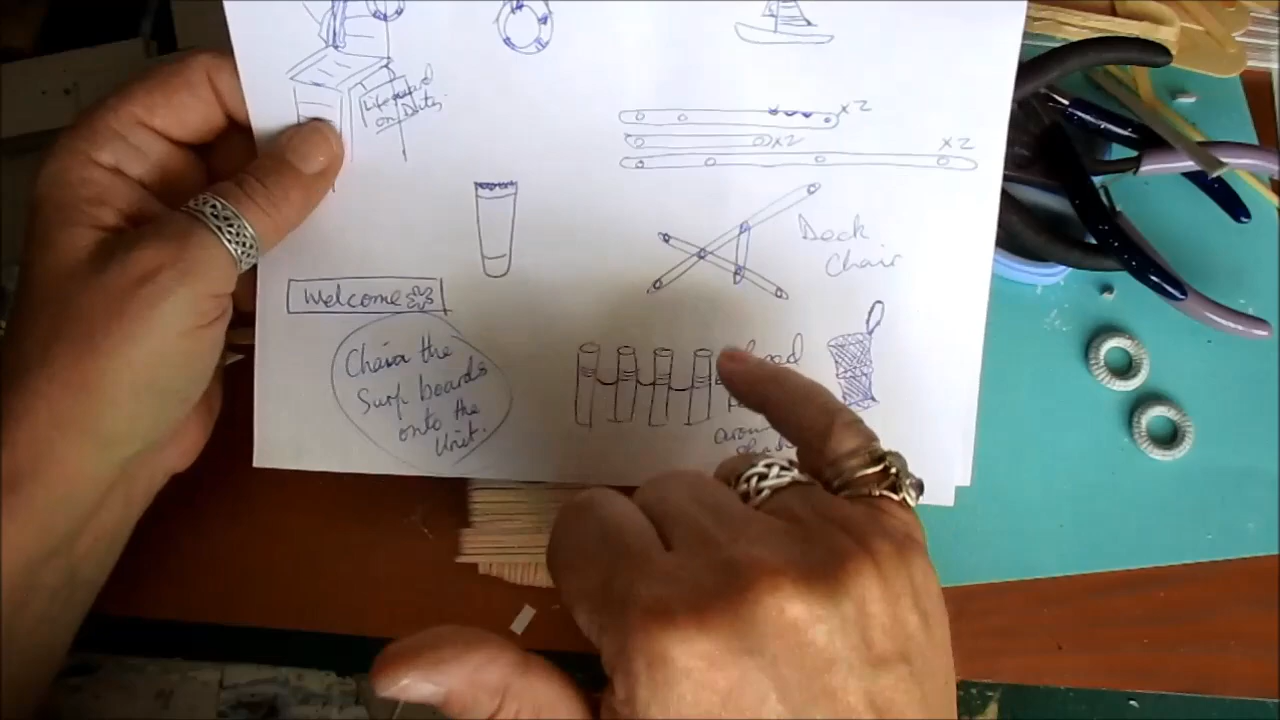 Lifeguard
on Duty
x2
x2
x2
Deck
Chair
Welcome
Chain the
Surf boards
onto the
Unit.